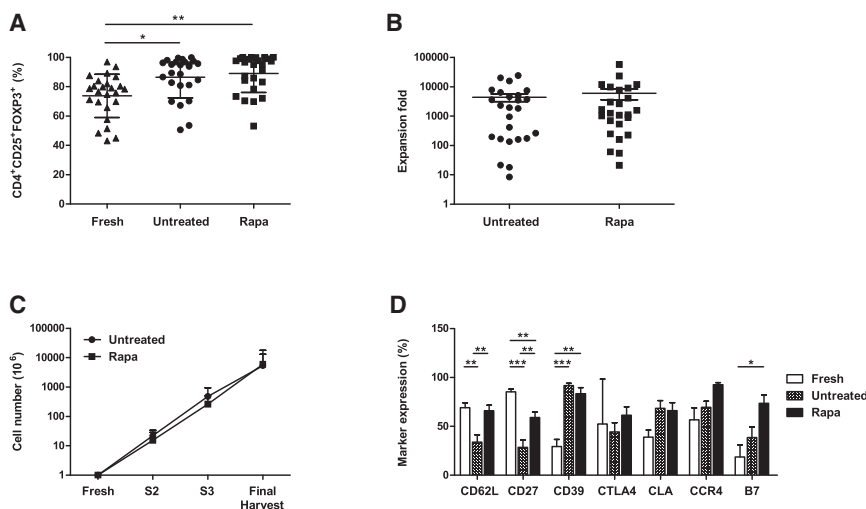 A
**
*
CD4⁺CD25⁺FOXP3⁺ (%)
100
80
60
40
20
0
Fresh Untreated Rapa
B
Expansion fold
100000
10000
1000
100
10
1
Untreated Rapa
C
Untreated
Rapa
Cell number (10⁶)
100000
10000
1000
100
10
1
Fresh S2 S3 Final
Harvest
D
Marker expression (%)
150
100
50
0
** **
** *** **
** ***
*
Fresh
Untreated
Rapa
CD62L CD27 CD39 CTLA4 CLA CCR4 B7